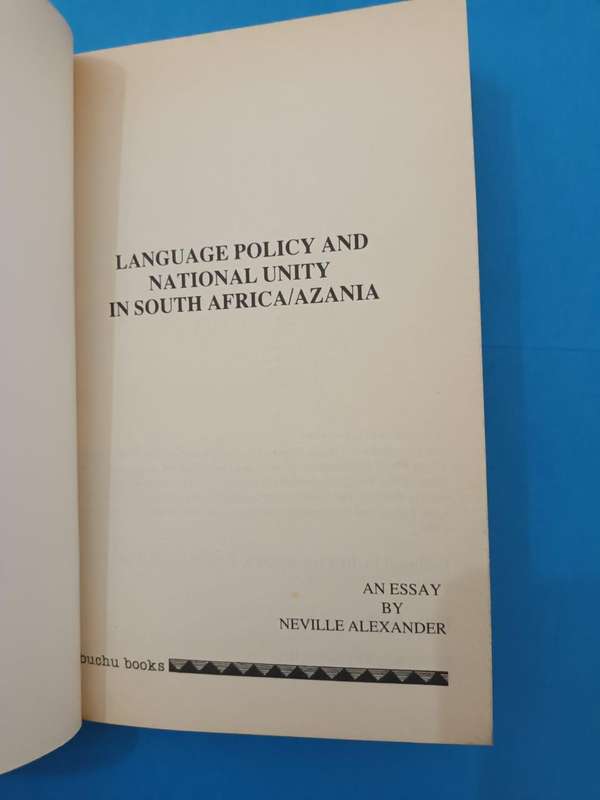 LANGUAGE POLICY AND
NATIONAL UNITY
IN SOUTH AFRICA/AZANIA
AN ESSAY
BY
NEVILLE ALEXANDER
buchu books